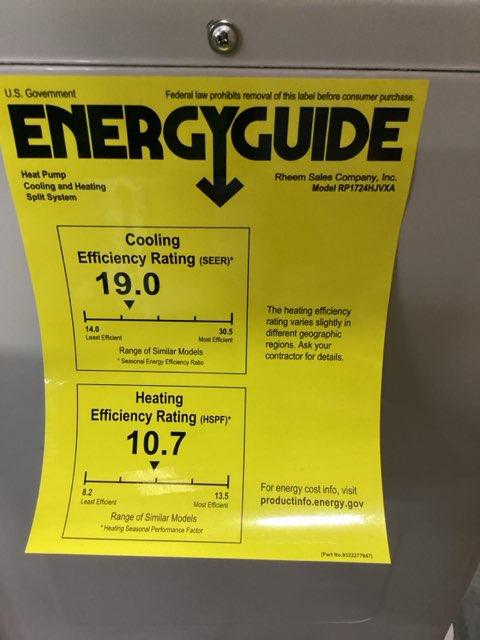 U.S. Government
Federal law prohibits removal of this label before consumer purchase.
ENERGYGUIDE
Heat Pump
Cooling and Heating
Split System
Rheem Sales Company, Inc.
Model RP1724HJVXA
Cooling
Efficiency Rating (SEER)*
19.0
14.0
Least Efficient
30.5
Most Efficient
Range of Similar Models
* Seasonal Energy Efficiency Ratio
The heating efficiency
rating varies slightly in
different geographic
regions. Ask your
contractor for details.
Heating
Efficiency Rating (HSPF)*
10.7
8.2
Least Efficient
13.5
Most Efficient
Range of Similar Models
* Heating Seasonal Performance Factor
For energy cost info, visit
productinfo.energy.gov
(Part No.9322277947)